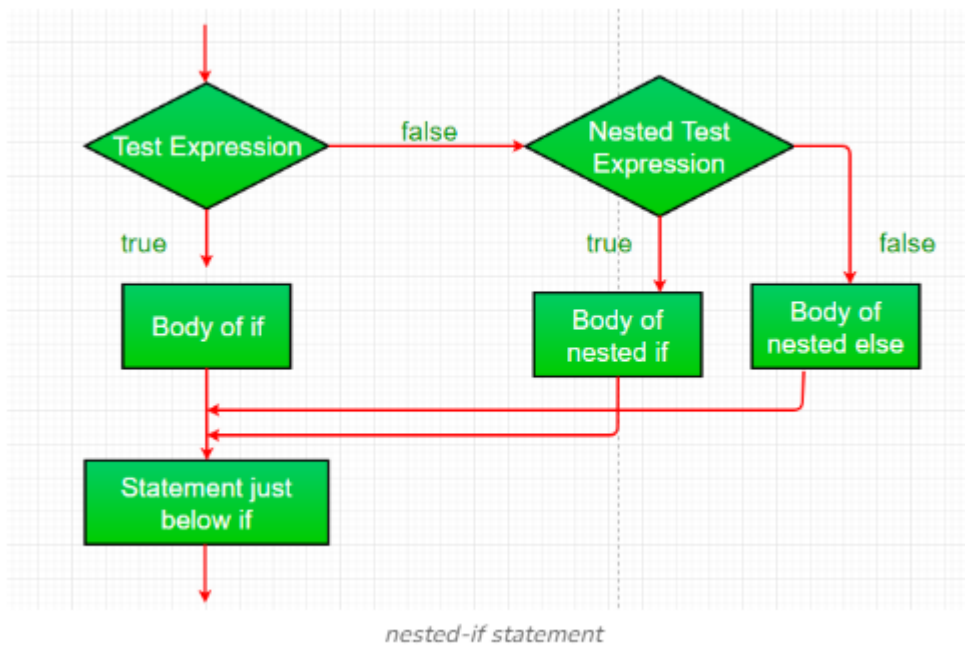 Test Expression
false
Nested Test
Expression
true
true
false
Body of if
Body of
nested if
Body of
nested else
Statement just
below if
nested-if statement